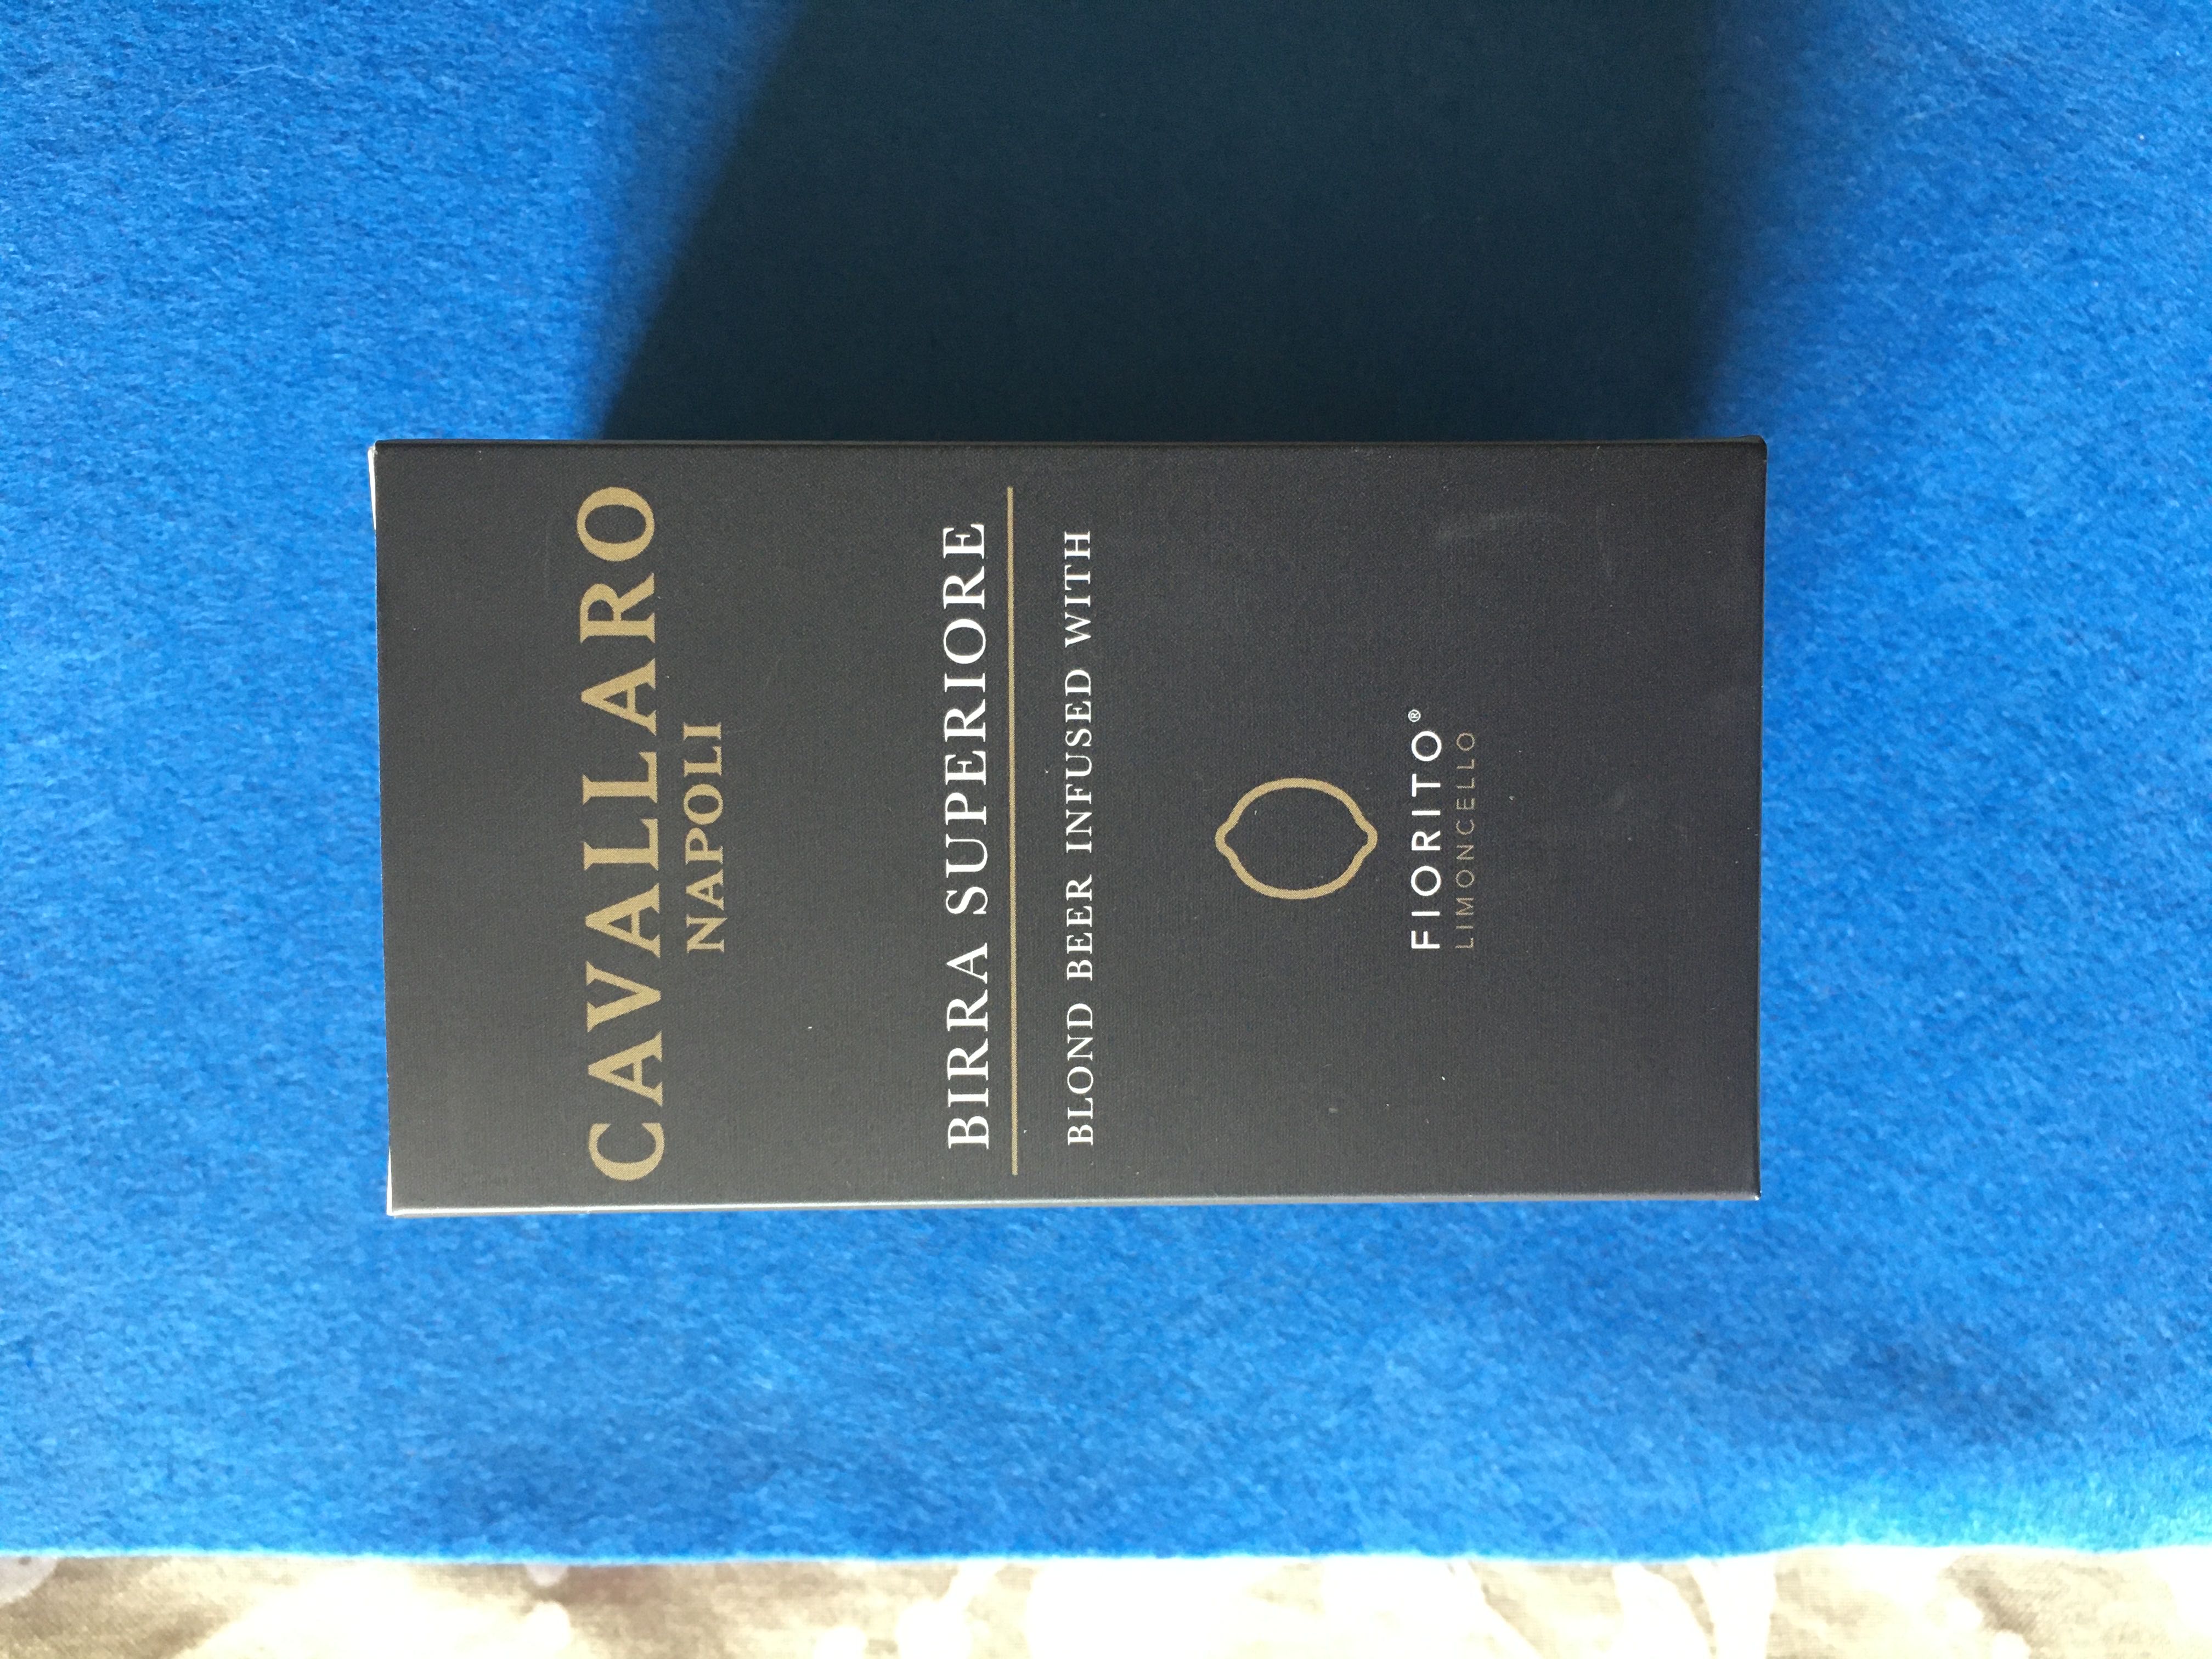 CAVALLARO
NAPOLI
BIRRA SUPERIORE
BLOND BEER INFUSED WITH
FIORITO®
LIMONCELLO